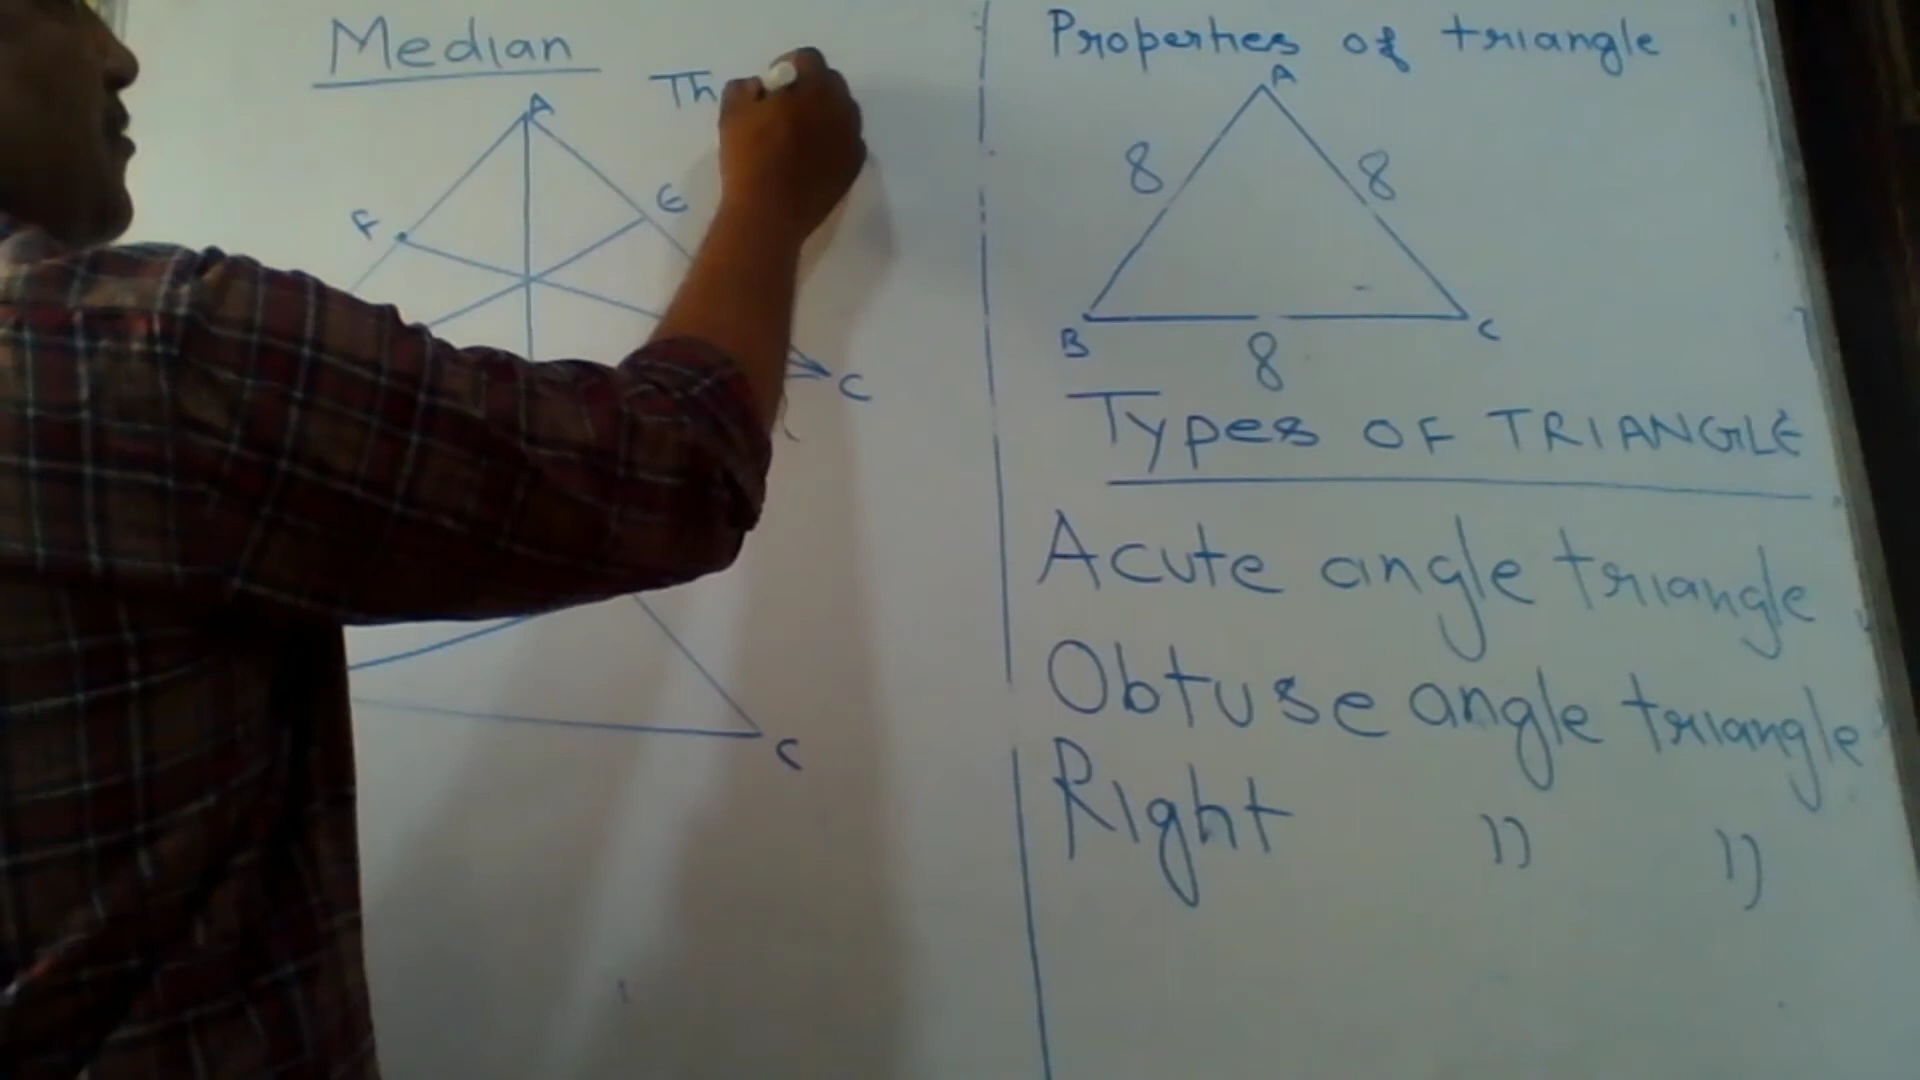 Median
Th
A
F
E
C
C
Properties of triangle
A
8 8
B C
8
Types OF TRIANGLE
Acute angle triangle
Obtuse angle triangle
Right " "